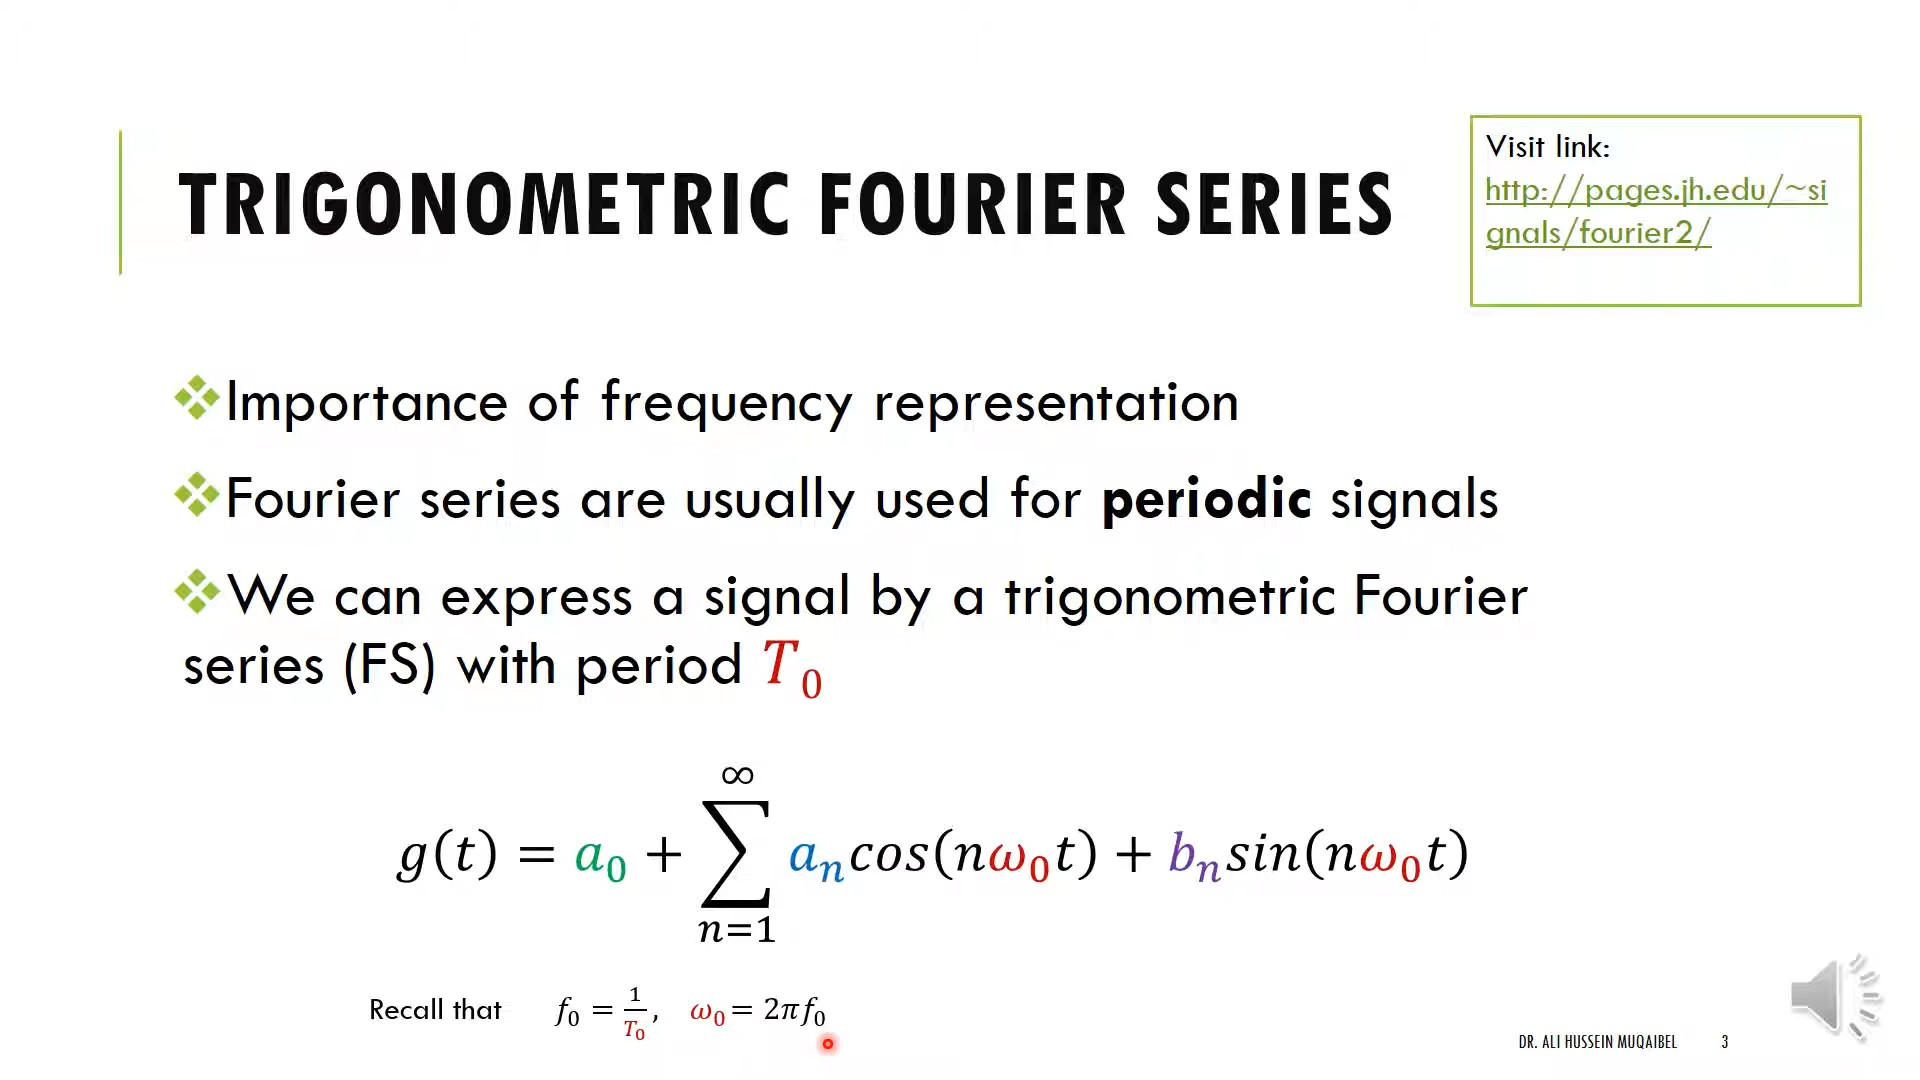 TRIGONOMETRIC FOURIER SERIES
Visit link:
http://pages.jh.edu/~si
gnals/fourier2/
❖Importance of frequency representation
❖Fourier series are usually used for periodic signals
❖We can express a signal by a trigonometric Fourier
series (FS) with period T₀
g(t) = a₀ + ∑_{n=1}^{∞} aₙcos(nω₀t) + bₙsin(nω₀t)
Recall that f₀ = 1/T₀, ω₀ = 2πf₀
DR. ALI HUSSEIN MUQAIBEL 3